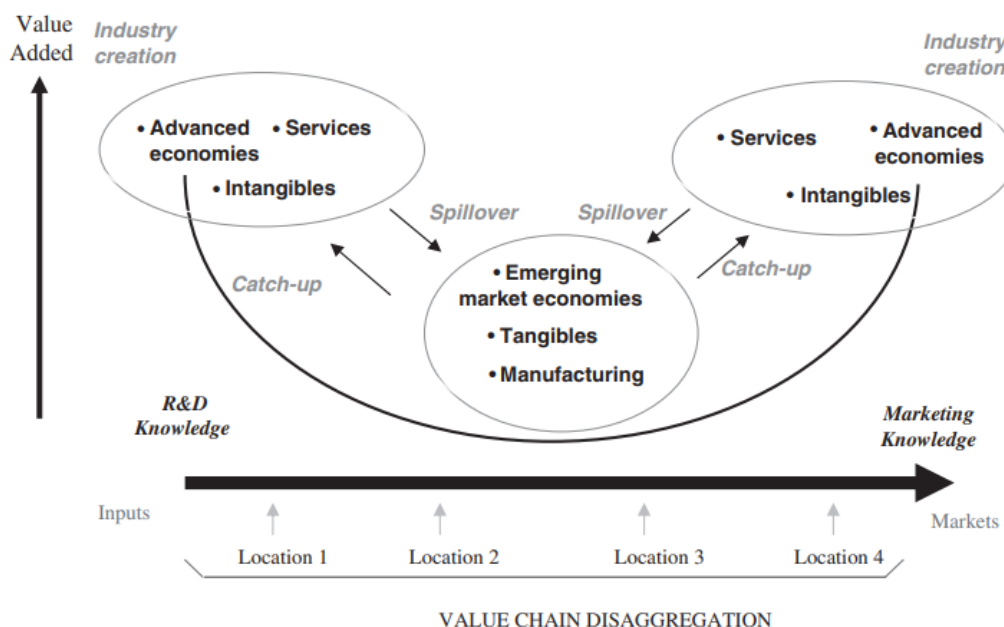 Value
Added
Industry
creation
Industry
creation
• Advanced
economies
• Services
• Intangibles
• Services
• Advanced
economies
• Intangibles
Spillover
Spillover
Catch-up
Catch-up
• Emerging
market economies
• Tangibles
• Manufacturing
R&D
Knowledge
Marketing
Knowledge
Inputs
Markets
Location 1
Location 2
Location 3
Location 4
VALUE CHAIN DISAGGREGATION